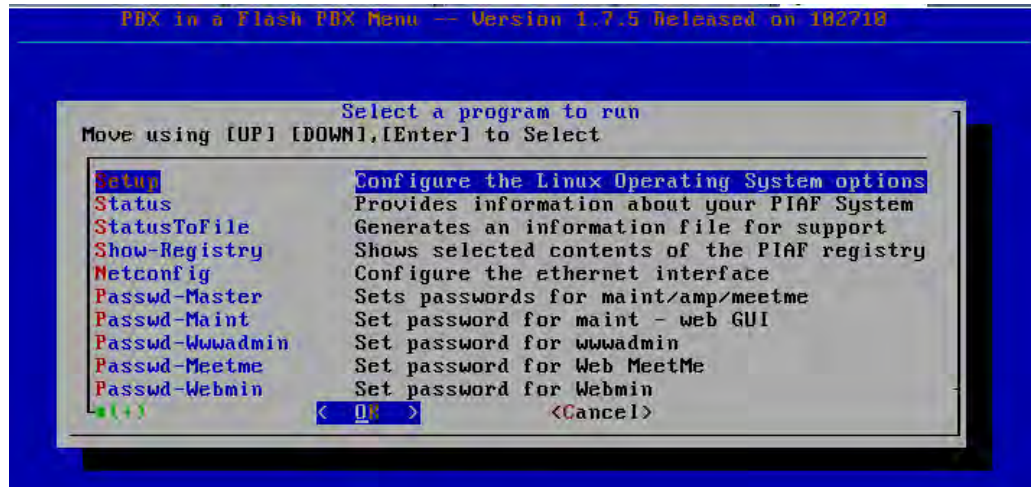 PBX in a Flash PBX Menu -- Version 1.7.5 Released on 102710
Select a program to run
Move using [UP] [DOWN],[Enter] to Select
Setup Configure the Linux Operating System options
Status Provides information about your PIAF System
StatusToFile Generates an information file for support
Show-Registry Shows selected contents of the PIAF registry
Netconfig Configure the ethernet interface
Passwd-Master Sets passwords for maint/amp/meetme
Passwd-Maint Set password for maint - web GUI
Passwd-Wwwadmin Set password for wwwadmin
Passwd-Meetme Set password for Web MeetMe
Passwd-Webmin Set password for Webmin
(+)
< OK > <Cancel>